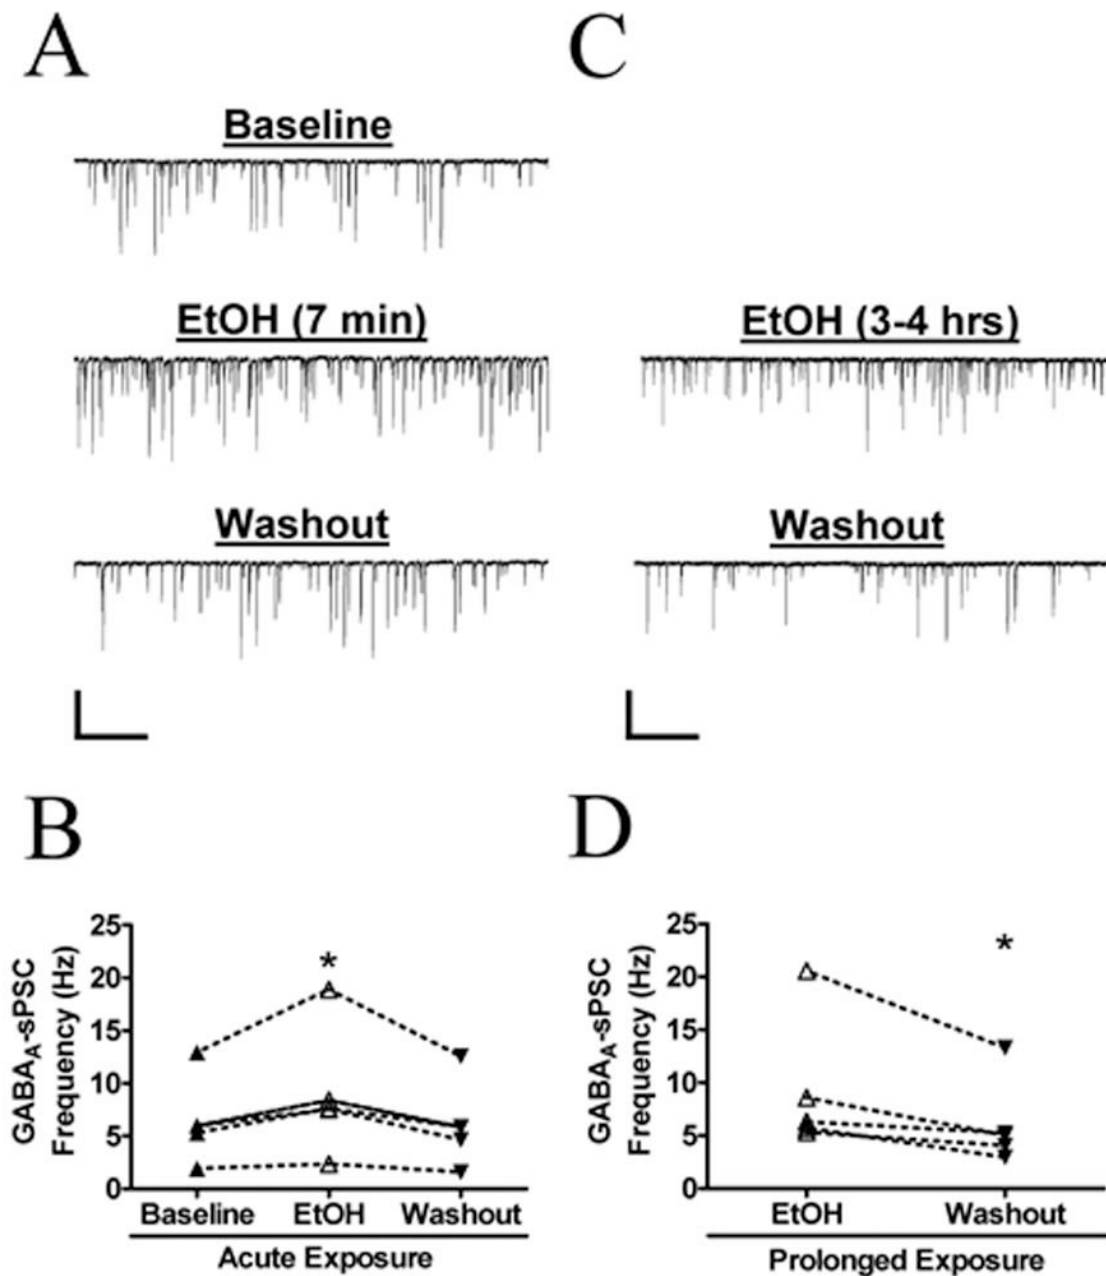 A
Baseline
EtOH (7 min)
Washout
C
EtOH (3-4 hrs)
Washout
B
GABAA-sPSC
Frequency (Hz)
25
20
15
10
5
0
*
Baseline EtOH Washout
Acute Exposure
D
GABAA-sPSC
Frequency (Hz)
25
20
15
10
5
0
*
EtOH Washout
Prolonged Exposure